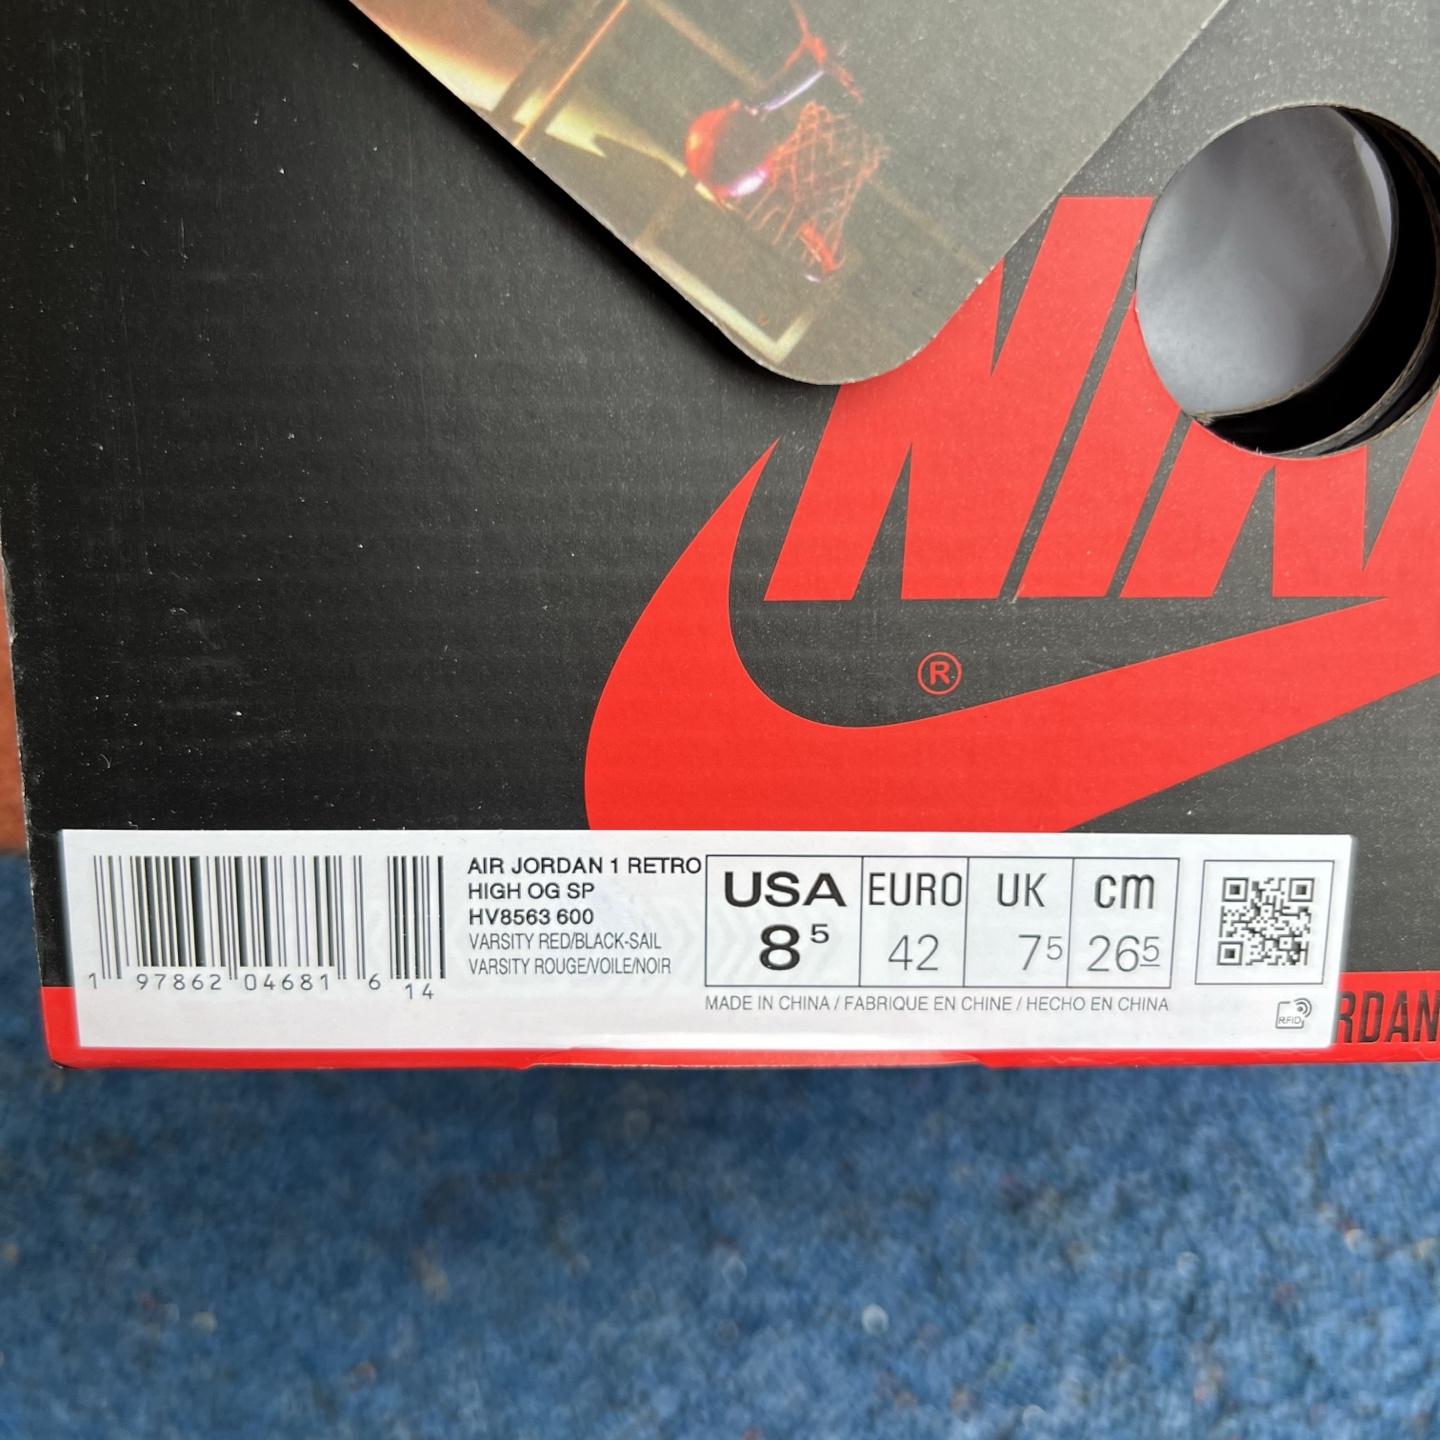 NIKE
®
AIR JORDAN 1 RETRO
HIGH OG SP
HV8563 600
VARSITY RED/BLACK-SAIL
VARSITY ROUGE/VOILE/NOIR
1 97862 04681 6 14
USA EURO UK cm
8⁵ 42 7⁵ 26⁵
MADE IN CHINA / FABRIQUE EN CHINE / HECHO EN CHINA
RFID
RDAN